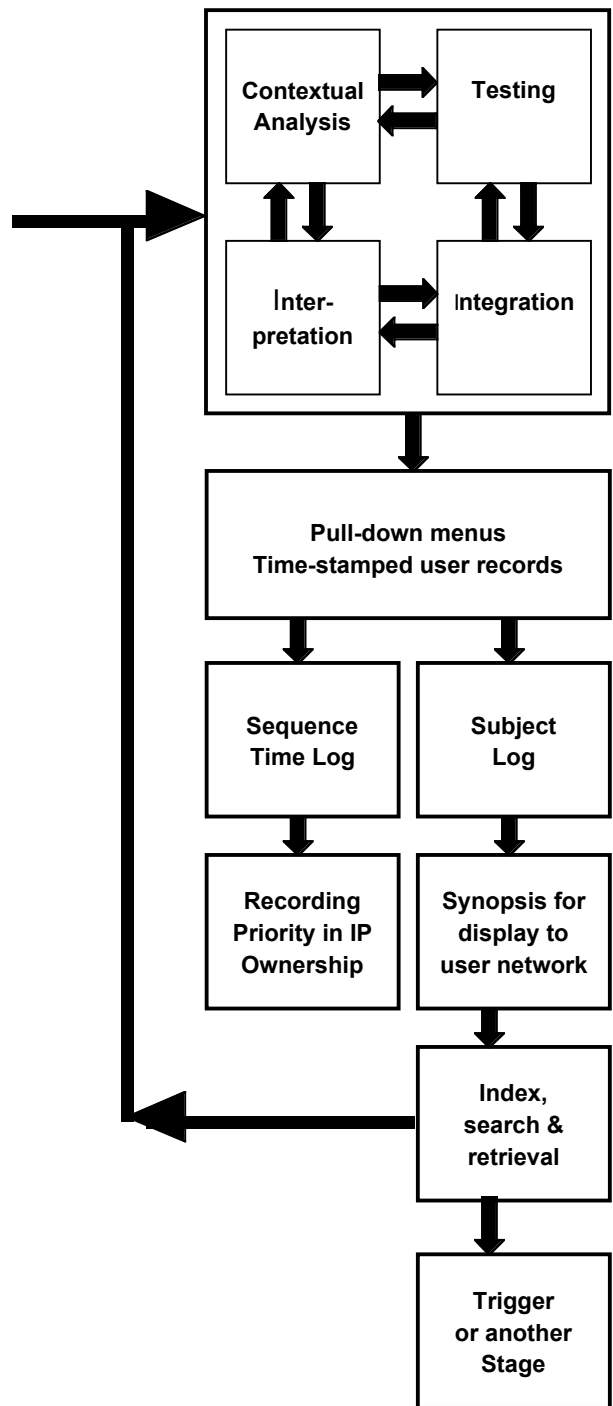 Contextual
Analysis
Testing
Inter-
pretation
Integration
Pull-down menus
Time-stamped user records
Sequence
Time Log
Subject
Log
Recording
Priority in IP
Ownership
Synopsis for
display to
user network
Index,
search &
retrieval
Trigger
or another
Stage